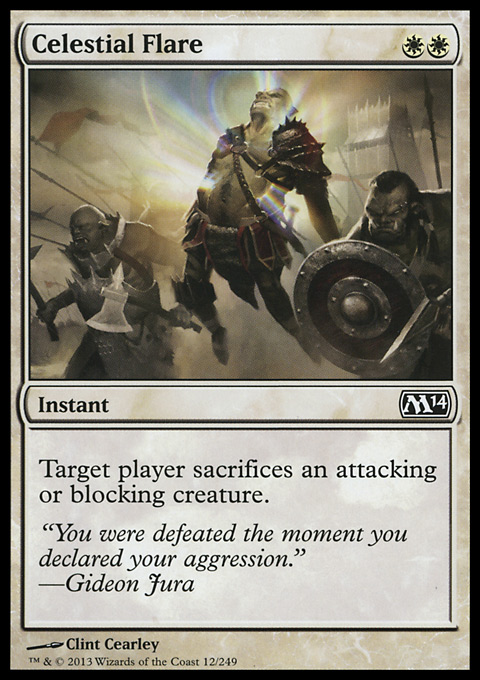 Celestial Flare
Instant
M14
Target player sacrifices an attacking
or blocking creature.
“You were defeated the moment you
declared your aggression.”
—Gideon Jura
Clint Cearley
™ & © 2013 Wizards of the Coast 12/249